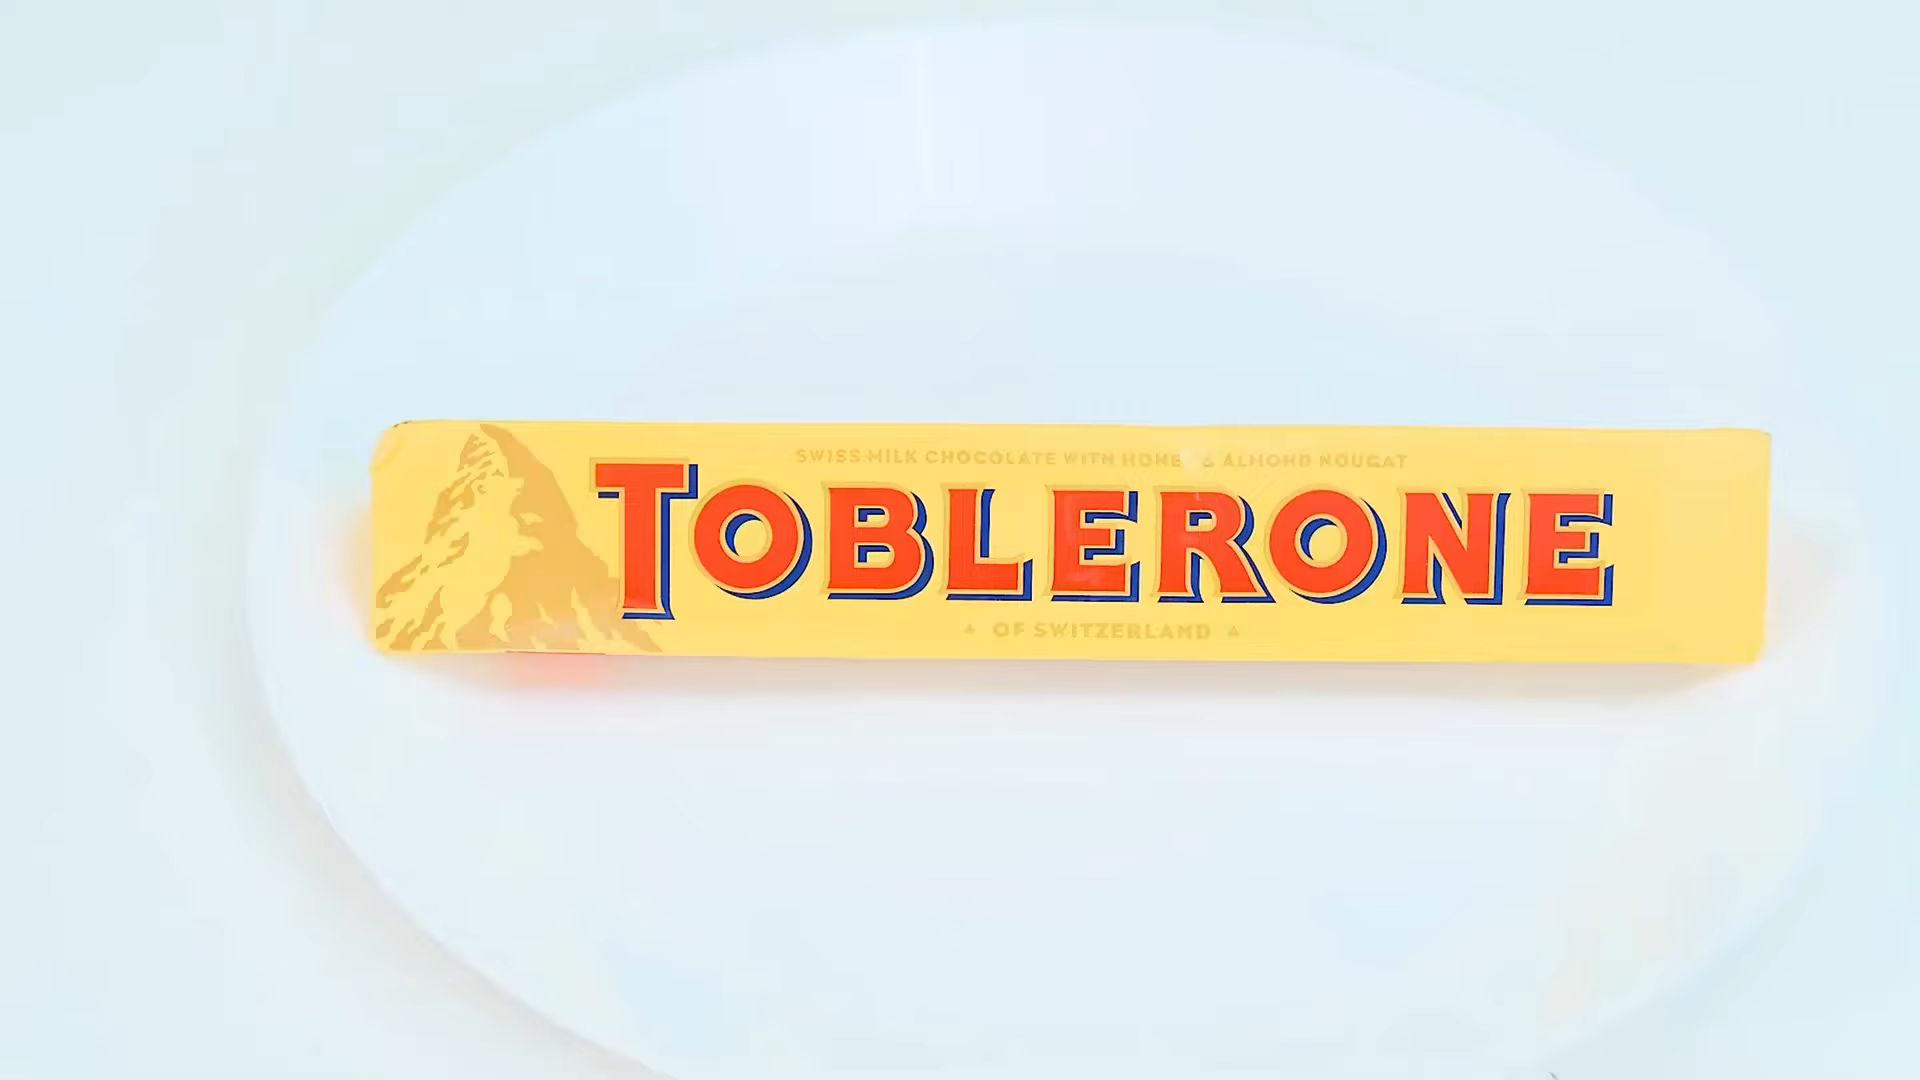 SWISS MILK CHOCOLATE WITH HONEY & ALMOND NOUGAT
TOBLERONE
OF SWITZERLAND